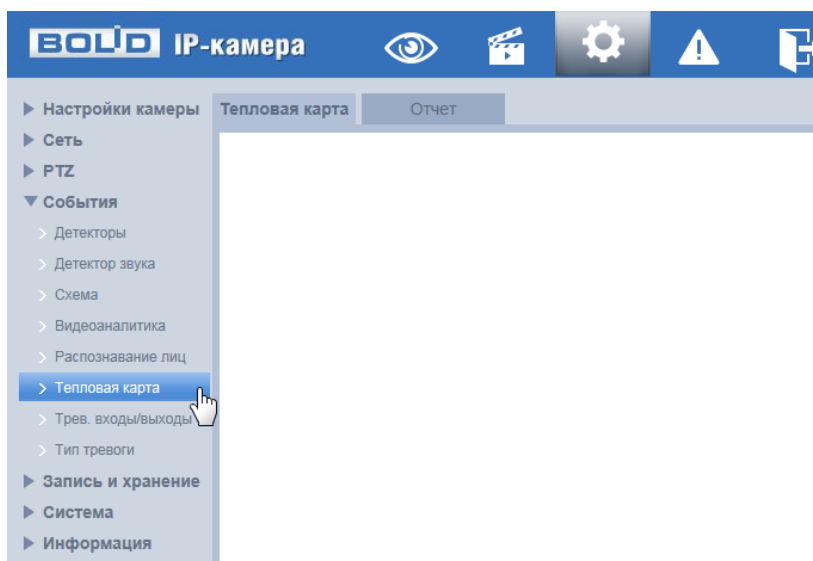 BOLID IP-камера
Тепловая карта
Отчет
Настройки камеры
Сеть
PTZ
События
Детекторы
Детектор звука
Схема
Видеоаналитика
Распознавание лиц
Тепловая карта
Трев. входы/выходы
Тип тревоги
Запись и хранение
Система
Информация